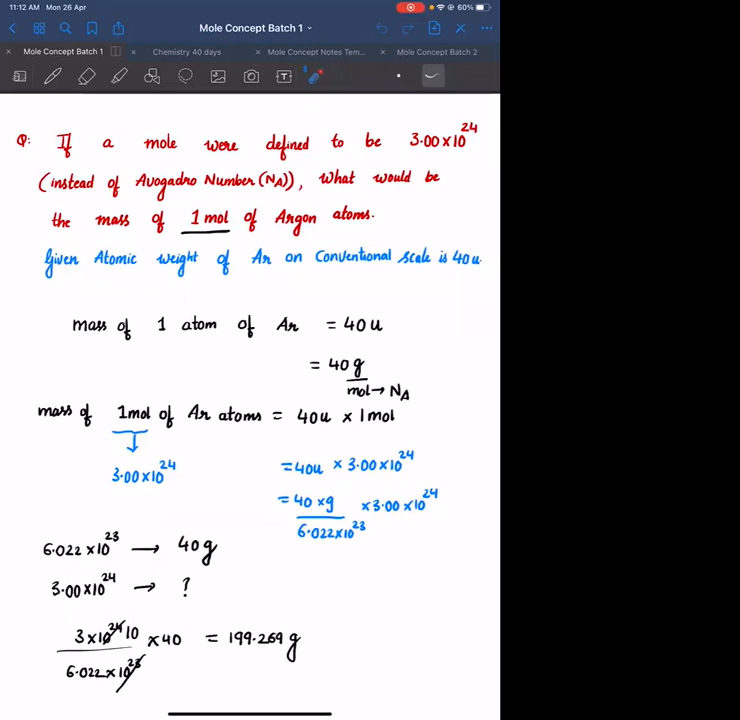 11:12 AM Mon 26 Apr
60%
Mole Concept Batch 1
Mole Concept Batch 1 × Chemistry 40 days × Mole Concept Notes Tem... × Mole Concept Batch 2
Q: If a mole were defined to be 3.00×10^24
(instead of Avogadro Number (NA)), What would be
the mass of 1 mol of Argon atoms.
Given Atomic weight of Ar on Conventional scale is 40u.
mass of 1 atom of Ar = 40u
= 40 g/mol → NA
mass of 1mol of Ar atoms = 40u × 1mol
3.00×10^24
= 40u × 3.00×10^24
= 40 × g / 6.022×10^23 × 3.00×10^24
6.022×10^23 → 40g
3.00×10^24 → ?
3×10^24 10 / 6.022×10^23 × 40 = 199.269 g